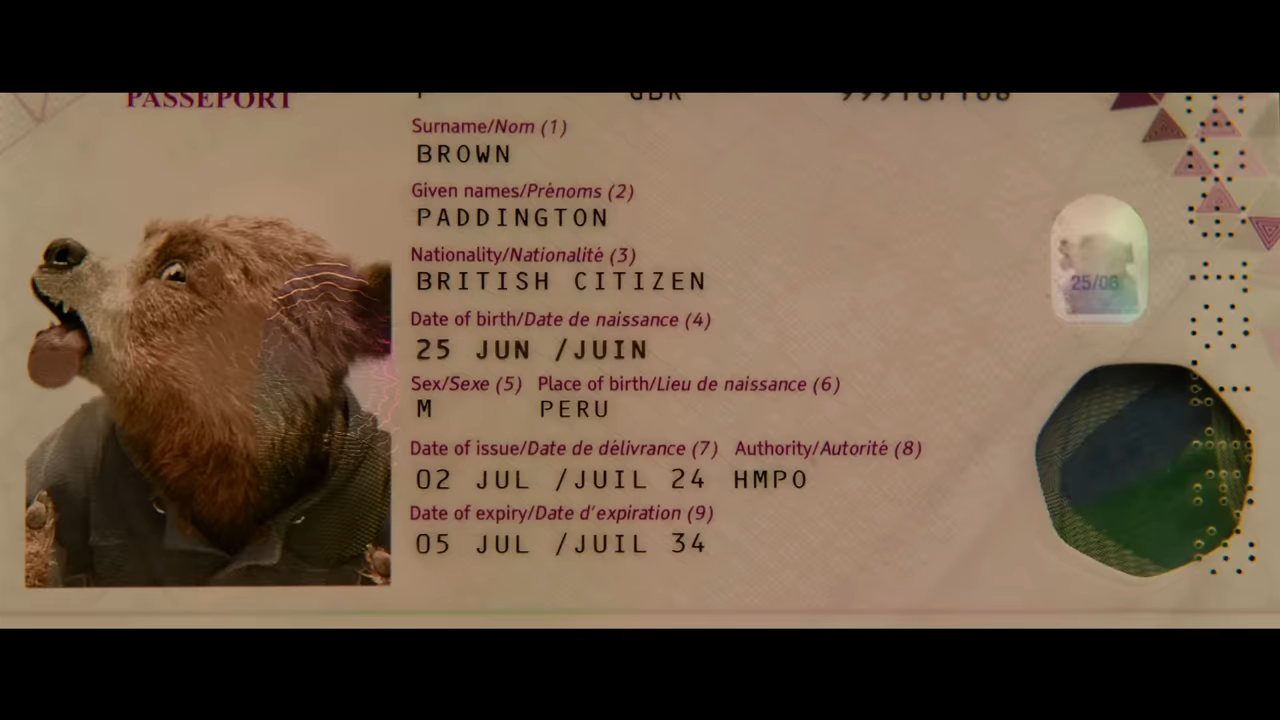 PASSEPORT
GBR
Surname/Nom (1)
BROWN
Given names/Prénoms (2)
PADDINGTON
Nationality/Nationalité (3)
BRITISH CITIZEN
Date of birth/Date de naissance (4)
25 JUN /JUIN
Sex/Sexe (5) Place of birth/Lieu de naissance (6)
M PERU
Date of issue/Date de délivrance (7) Authority/Autorité (8)
02 JUL /JUIL 24 HMPO
Date of expiry/Date d'expiration (9)
05 JUL /JUIL 34
25/06